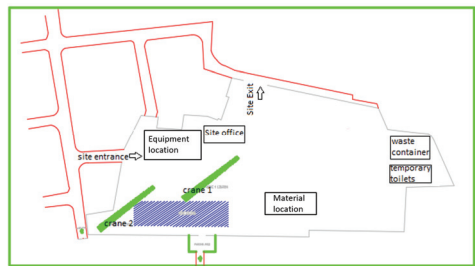 Site Exit
Equipment
location
Site office
waste
container
site entrance
temporary
toilets
crane 1
Material
location
crane 2